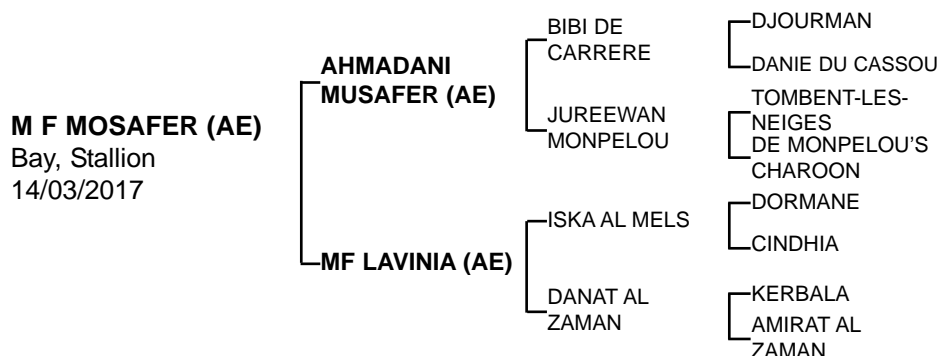 M F MOSAFER (AE)
Bay, Stallion
14/03/2017
AHMADANI
MUSAFER (AE)
MF LAVINIA (AE)
BIBI DE
CARRERE
JUREEWAN
MONPELOU
ISKA AL MELS
DANAT AL
ZAMAN
DJOURMAN
DANIE DU CASSOU
TOMBENT-LES-
NEIGES
DE MONPELOU'S
CHAROON
DORMANE
CINDHIA
KERBALA
AMIRAT AL
ZAMAN